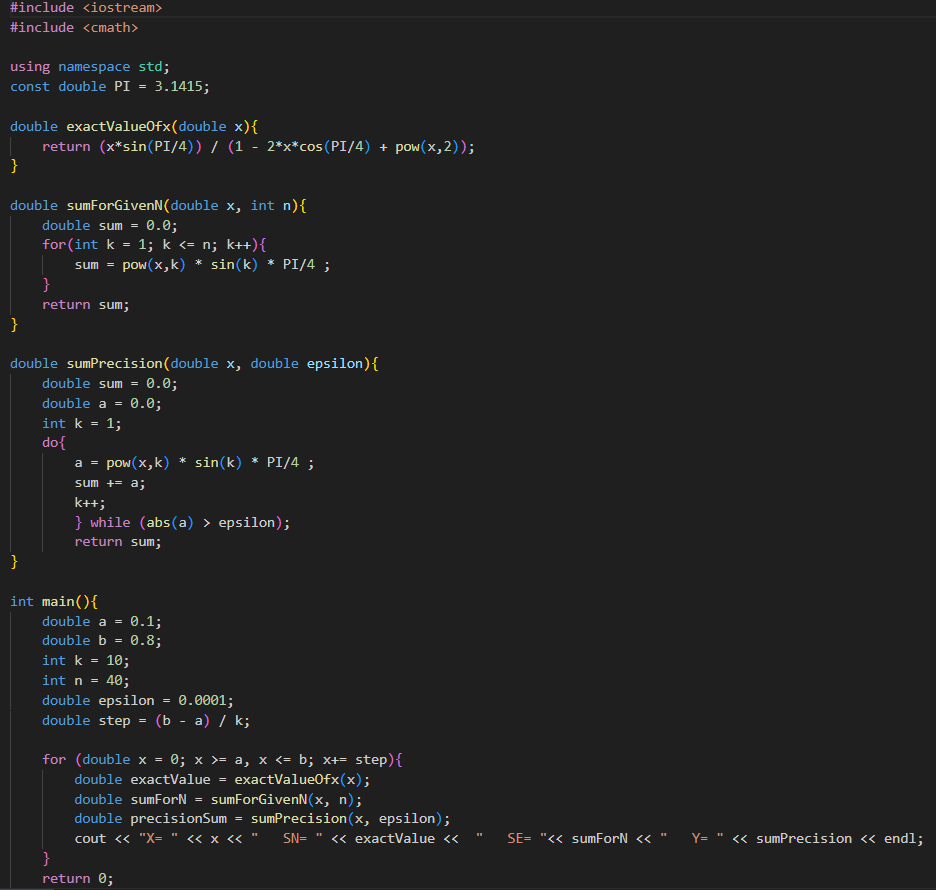 #include <iostream>
#include <cmath>
using namespace std;
const double PI = 3.1415;
double exactValueOfx(double x){
return (x*sin(PI/4)) / (1 - 2*x*cos(PI/4) + pow(x,2));
}
double sumForGivenN(double x, int n){
double sum = 0.0;
for(int k = 1; k <= n; k++){
sum = pow(x,k) * sin(k) * PI/4 ;
}
return sum;
}
double sumPrecision(double x, double epsilon){
double sum = 0.0;
double a = 0.0;
int k = 1;
do{
a = pow(x,k) * sin(k) * PI/4 ;
sum += a;
k++;
} while (abs(a) > epsilon);
return sum;
}
int main(){
double a = 0.1;
double b = 0.8;
int k = 10;
int n = 40;
double epsilon = 0.0001;
double step = (b - a) / k;
for (double x = 0; x >= a, x <= b; x+= step){
double exactValue = exactValueOfx(x);
double sumForN = sumForGivenN(x, n);
double precisionSum = sumPrecision(x, epsilon);
cout << "X= " << x << "   SN= " << exactValue <<  "   SE= "<< sumForN << "   Y= " << sumPrecision << endl;
}
return 0;